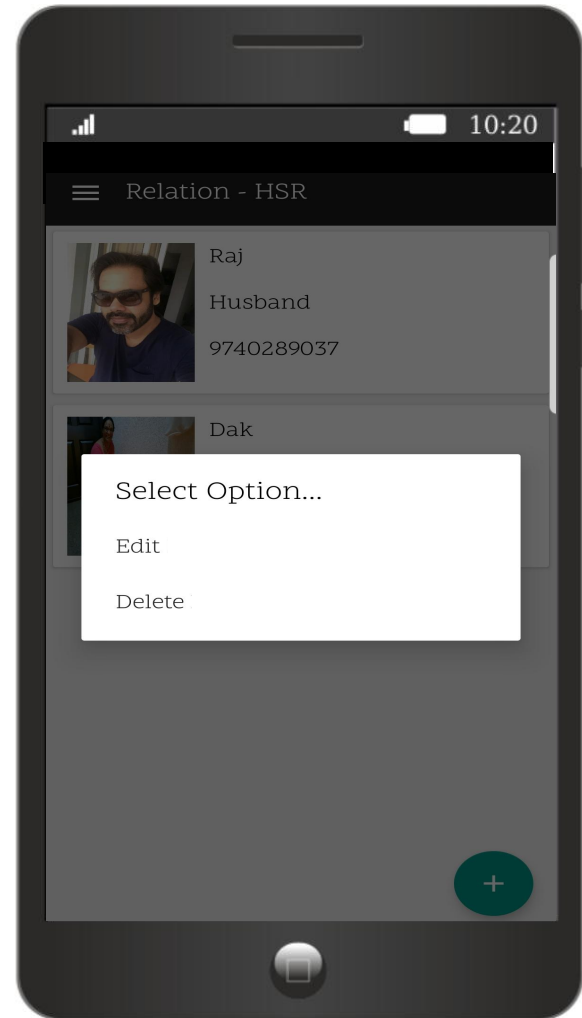 10:20
Relation - HSR
Raj
Husband
9740289037
Dak
Select Option...
Edit
Delete